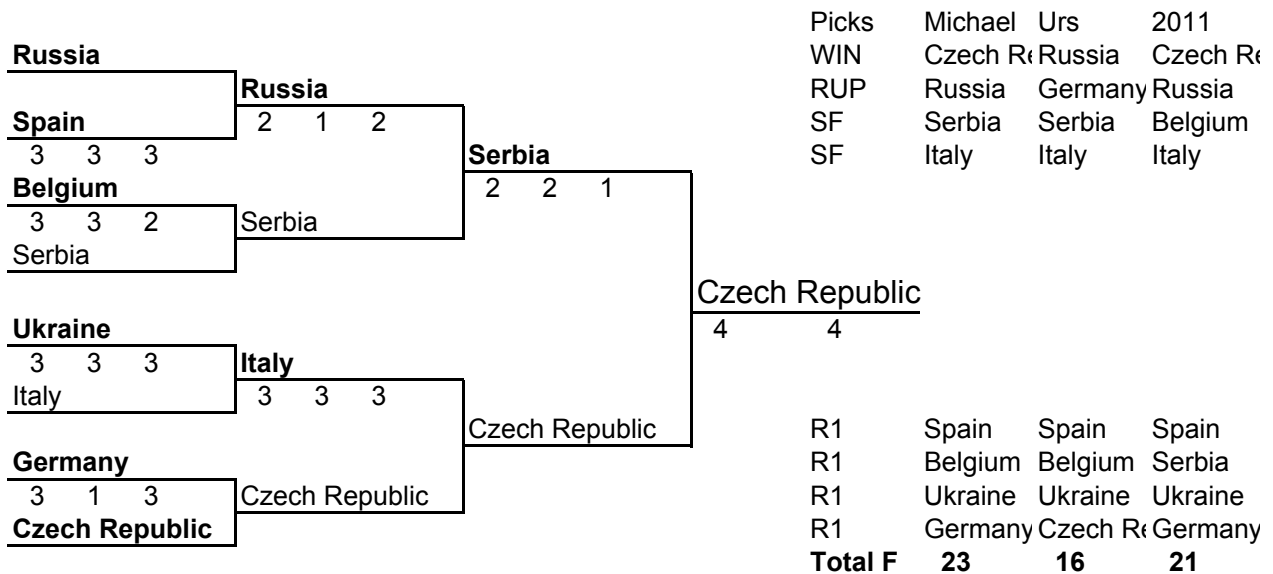 Picks Michael Urs 2011
Russia
WIN Czech Re Russia Czech Re
Russia
RUP Russia Germany Russia
Spain
2 1 2
SF Serbia Serbia Belgium
3 3 3
Serbia
SF Italy Italy Italy
Belgium
2 2 1
3 3 2
Serbia
Serbia
Czech Republic
Ukraine
4 4
3 3 3
Italy
Italy
3 3 3
Czech Republic
R1 Spain Spain Spain
Germany
R1 Belgium Belgium Serbia
3 1 3
Czech Republic
R1 Ukraine Ukraine Ukraine
Czech Republic
R1 Germany Czech Re Germany
Total F 23 16 21